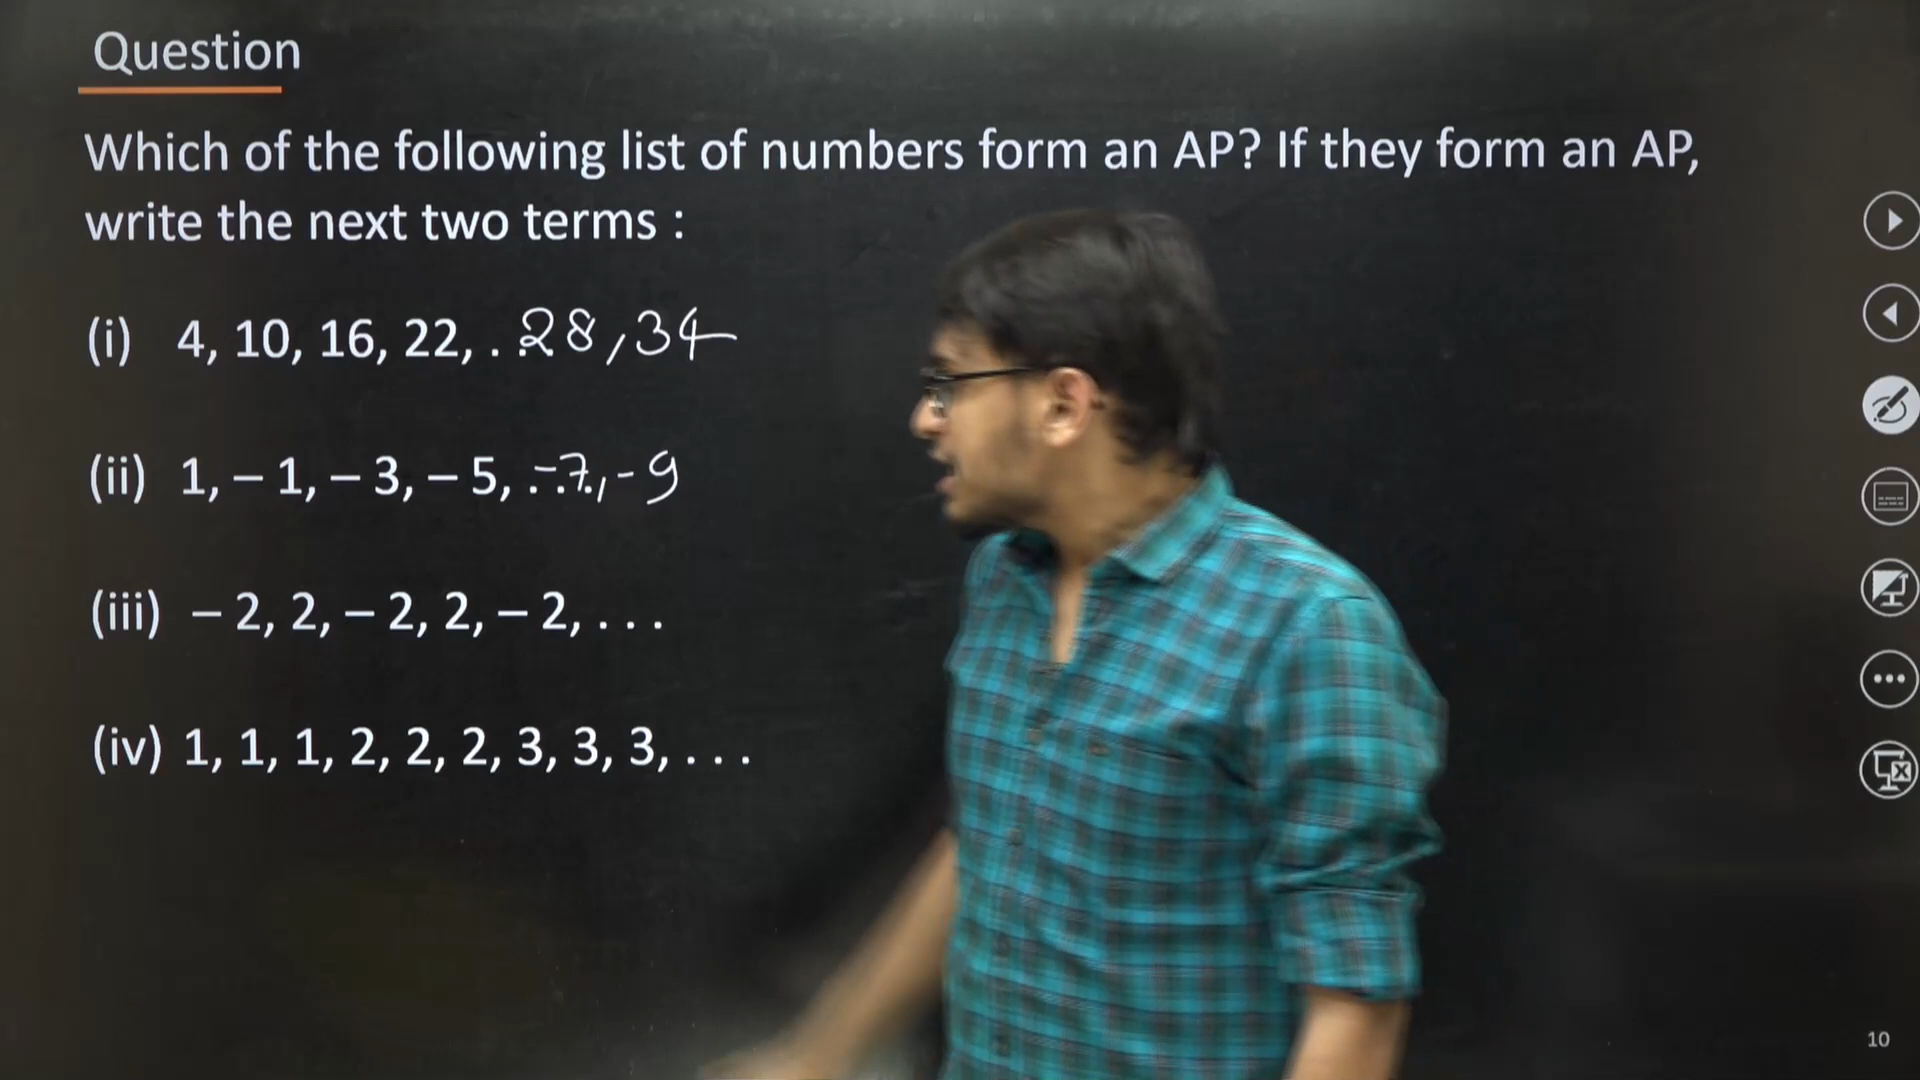 Question
Which of the following list of numbers form an AP? If they form an AP,
write the next two terms :
(i) 4, 10, 16, 22, . . 28, 34
(ii) 1, – 1, – 3, – 5, . . . -7, -9
(iii) – 2, 2, – 2, 2, – 2, . . .
(iv) 1, 1, 1, 2, 2, 2, 3, 3, 3, . . .
10